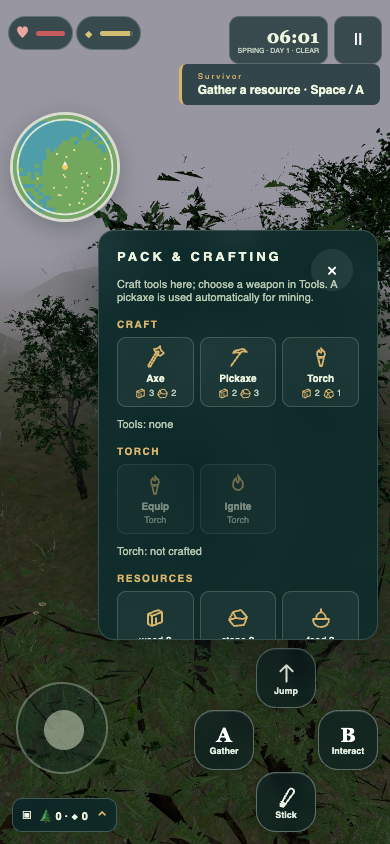 06:01
SPRING · DAY 1 · CLEAR
Survivor
Gather a resource · Space / A
PACK & CRAFTING
Craft tools here; choose a weapon in Tools. A
pickaxe is used automatically for mining.
CRAFT
Axe
3 2
Pickaxe
2 3
Torch
2 1
Tools: none
TORCH
Equip
Torch
Ignite
Torch
Torch: not crafted
RESOURCES
Jump
A
Gather
B
Interact
Stick
0 · ◆ 0